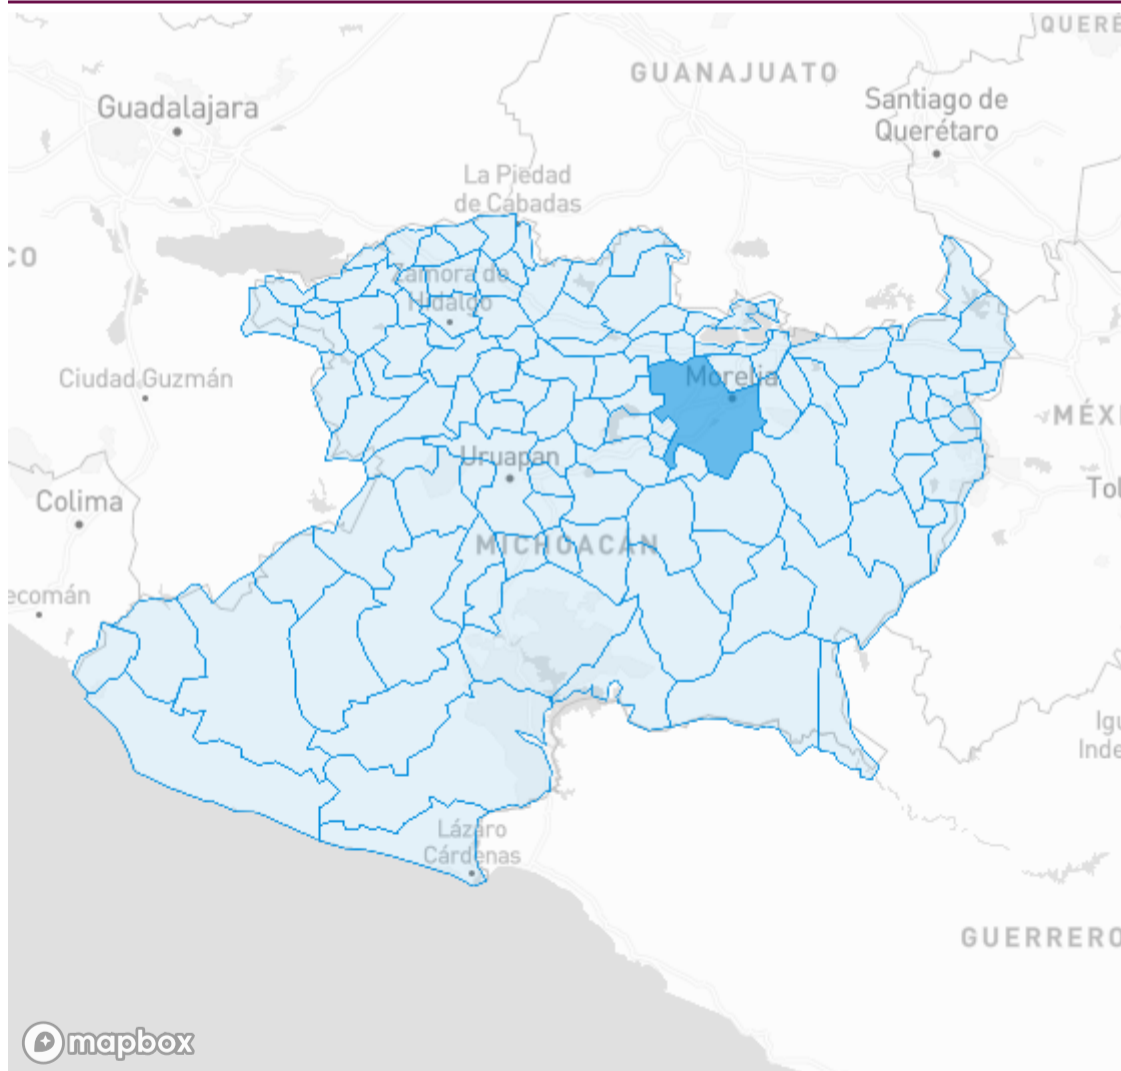 QUERÉ
GUANAJUATO
Santiago de
Querétaro
Guadalajara
La Piedad
de Cabadas
CO
Zamora de
Hidalgo
Ciudad Guzmán
Morelia
MÉXI
Uruapan
Tol
Colima
MICHOACÁN
ecomán
Igu
Inde
Lázaro
Cárdenas
GUERRERO
mapbox